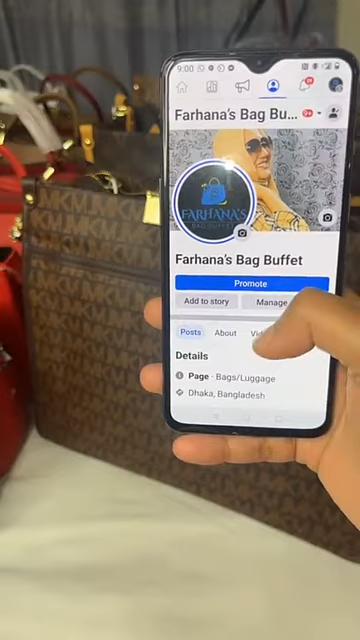 9:00
Farhana's Bag Bu...
9+
FARHANA'S
BAG BUFFET
Farhana's Bag Buffet
Promote
Add to story
Manage
Posts
About
Details
Page · Bags/Luggage
Dhaka, Bangladesh